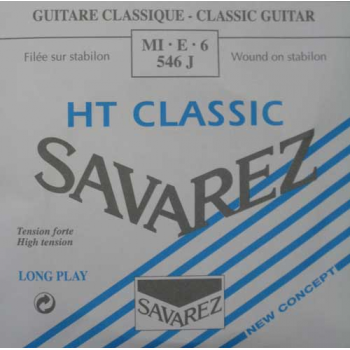 GUITARE CLASSIQUE - CLASSIC GUITAR
Filée sur stabilon
MI · E · 6
546 J
Wound on stabilon
HT CLASSIC
SAVAREZ
Tension forte
High tension
LONG PLAY
SAVAREZ
NEW CONCEPT